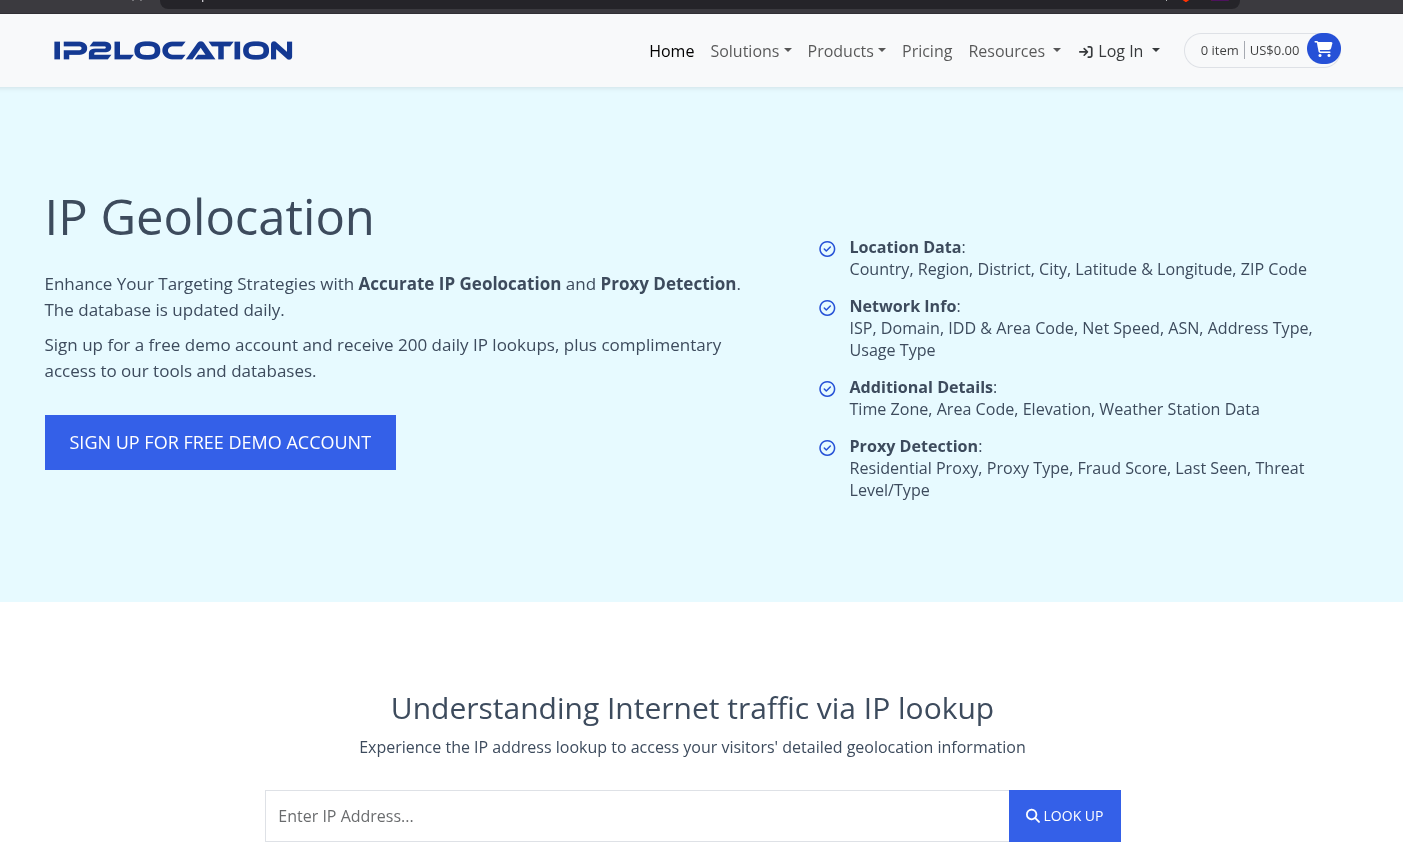 IP2LOCATION
Home Solutions Products Pricing Resources Log In 0 item US$0.00
IP Geolocation
Enhance Your Targeting Strategies with Accurate IP Geolocation and Proxy Detection.
The database is updated daily.
Sign up for a free demo account and receive 200 daily IP lookups, plus complimentary
access to our tools and databases.
SIGN UP FOR FREE DEMO ACCOUNT
Location Data:
Country, Region, District, City, Latitude & Longitude, ZIP Code
Network Info:
ISP, Domain, IDD & Area Code, Net Speed, ASN, Address Type,
Usage Type
Additional Details:
Time Zone, Area Code, Elevation, Weather Station Data
Proxy Detection:
Residential Proxy, Proxy Type, Fraud Score, Last Seen, Threat
Level/Type
Understanding Internet traffic via IP lookup
Experience the IP address lookup to access your visitors' detailed geolocation information
Enter IP Address...
LOOK UP